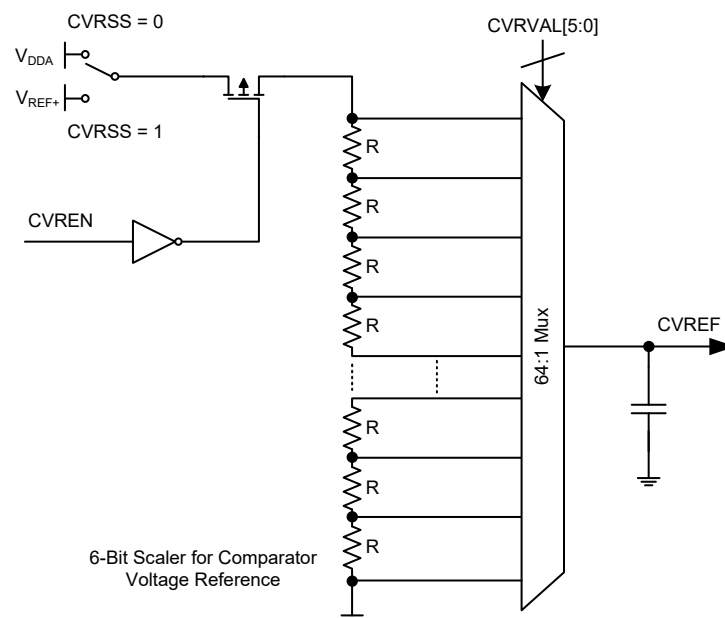 CVRSS = 0
CVRVAL[5:0]
VDDA
VREF+
CVRSS = 1
R
R
CVREN
R
R
64:1 Mux
CVREF
R
R
R
6-Bit Scaler for Comparator
Voltage Reference